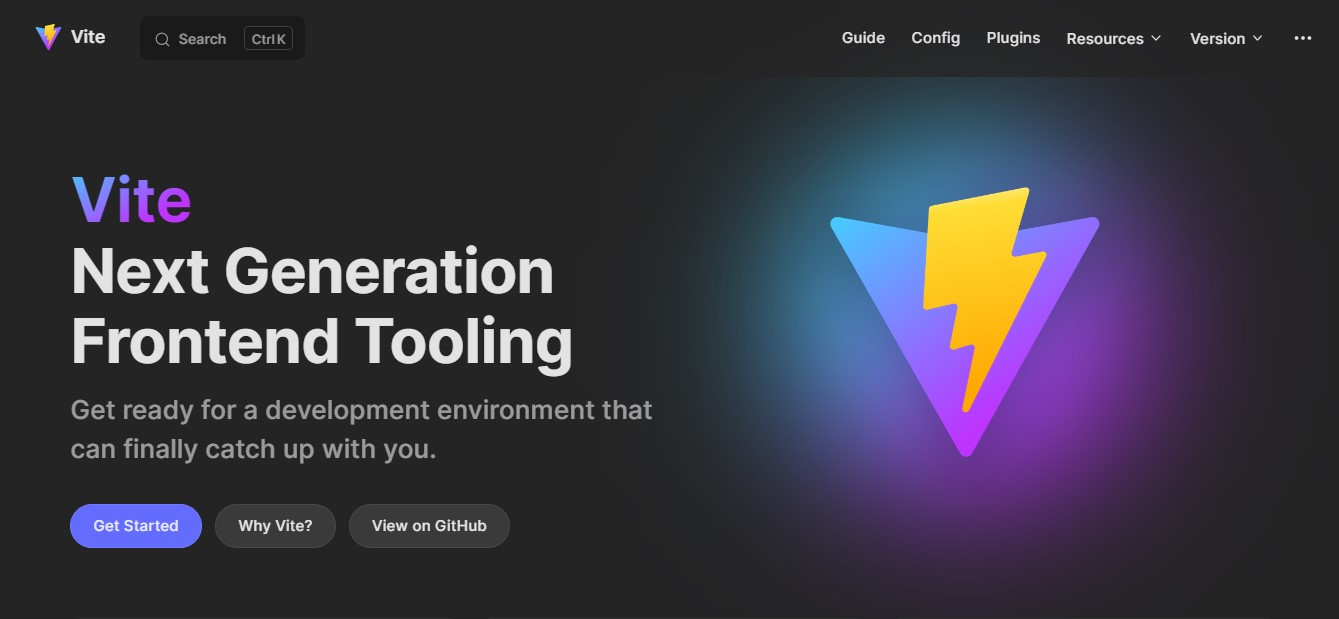 Vite
Search Ctrl K
Guide Config Plugins Resources Version
Vite
Next Generation
Frontend Tooling
Get ready for a development environment that
can finally catch up with you.
Get Started Why Vite? View on GitHub